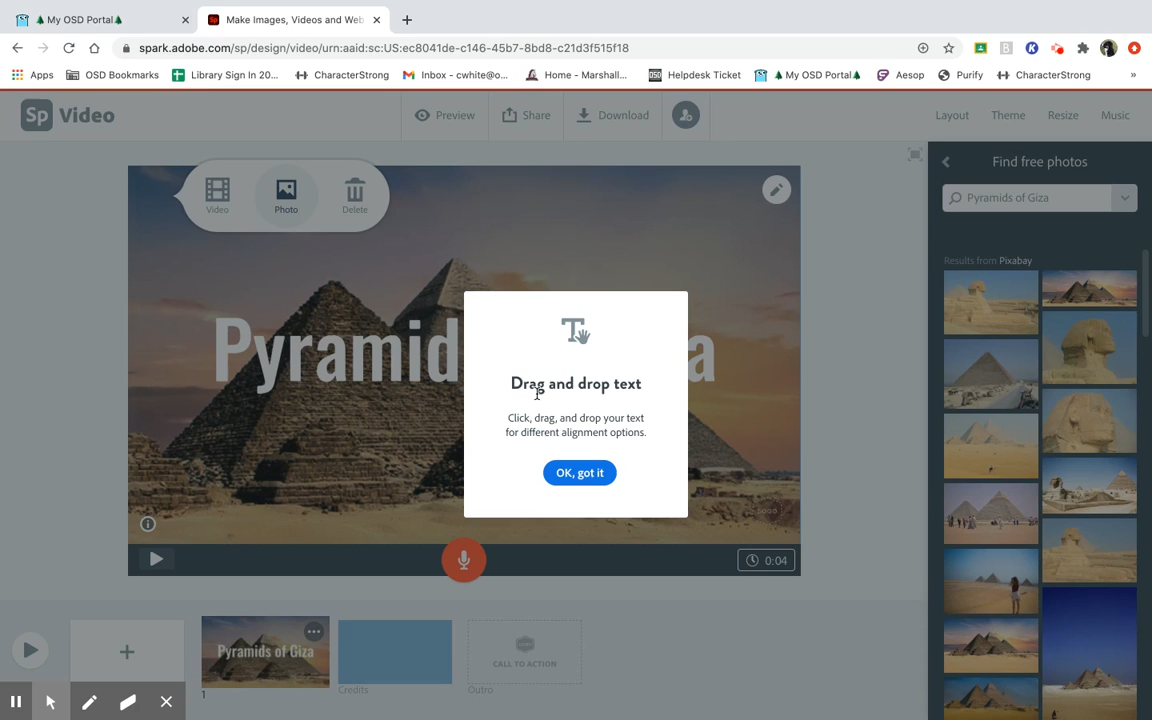 🌲My OSD Portal🌲
Make Images, Videos and Web
spark.adobe.com/sp/design/video/urn:aaid:sc:US:ec8041de-c146-45b7-8bd8-c21d3f515f18
Apps
OSD Bookmarks
Library Sign In 20...
CharacterStrong
Inbox - cwhite@o...
Home - Marshall...
Helpdesk Ticket
🌲My OSD Portal🌲
Aesop
Purify
CharacterStrong
»
Sp Video
Preview
Share
Download
Layout
Theme
Resize
Music
Video
Photo
Delete
Find free photos
Pyramids of Giza
Results from Pixabay
Pyramid
a
Drag and drop text
Click, drag, and drop your text
for different alignment options.
OK, got it
LOGO
0:04
Pyramids of Giza
1
Credits
CALL TO ACTION
Outro